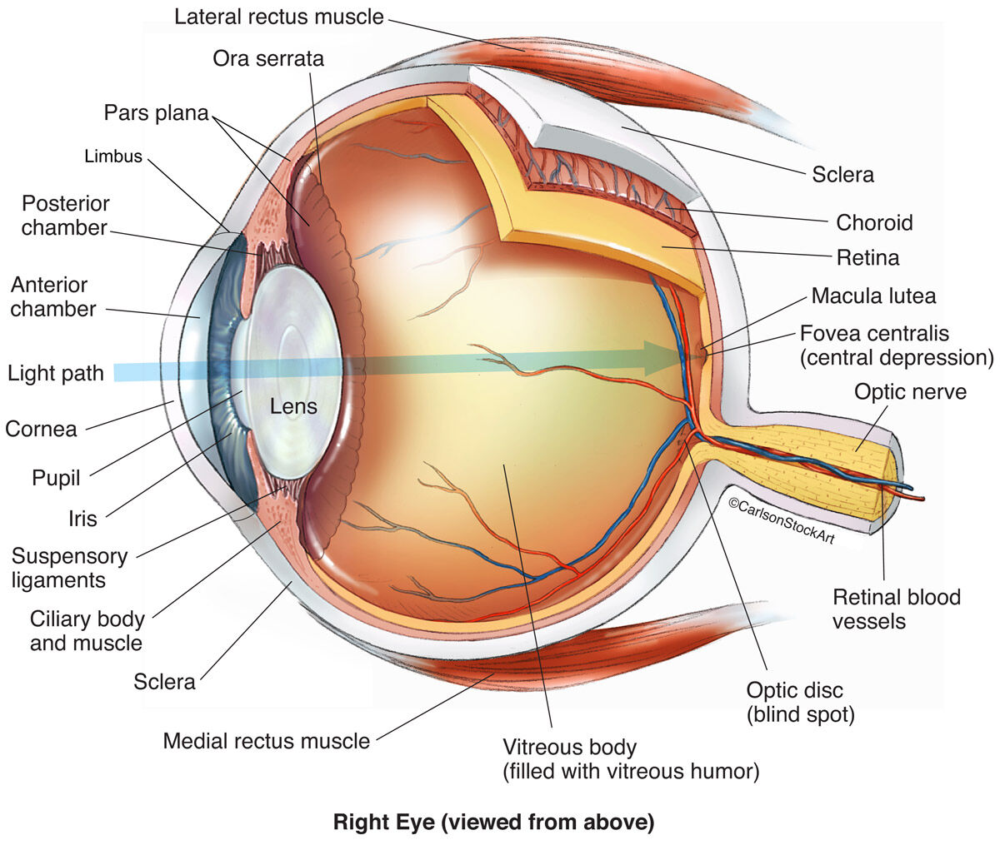 Lateral rectus muscle
Ora serrata
Pars plana
Limbus
Posterior
chamber
Anterior
chamber
Light path
Cornea
Pupil
Iris
Suspensory
ligaments
Ciliary body
and muscle
Sclera
Medial rectus muscle
Lens
Sclera
Choroid
Retina
Macula lutea
Fovea centralis
(central depression)
Optic nerve
©CarlsonStockArt
Retinal blood
vessels
Optic disc
(blind spot)
Vitreous body
(filled with vitreous humor)
Right Eye (viewed from above)